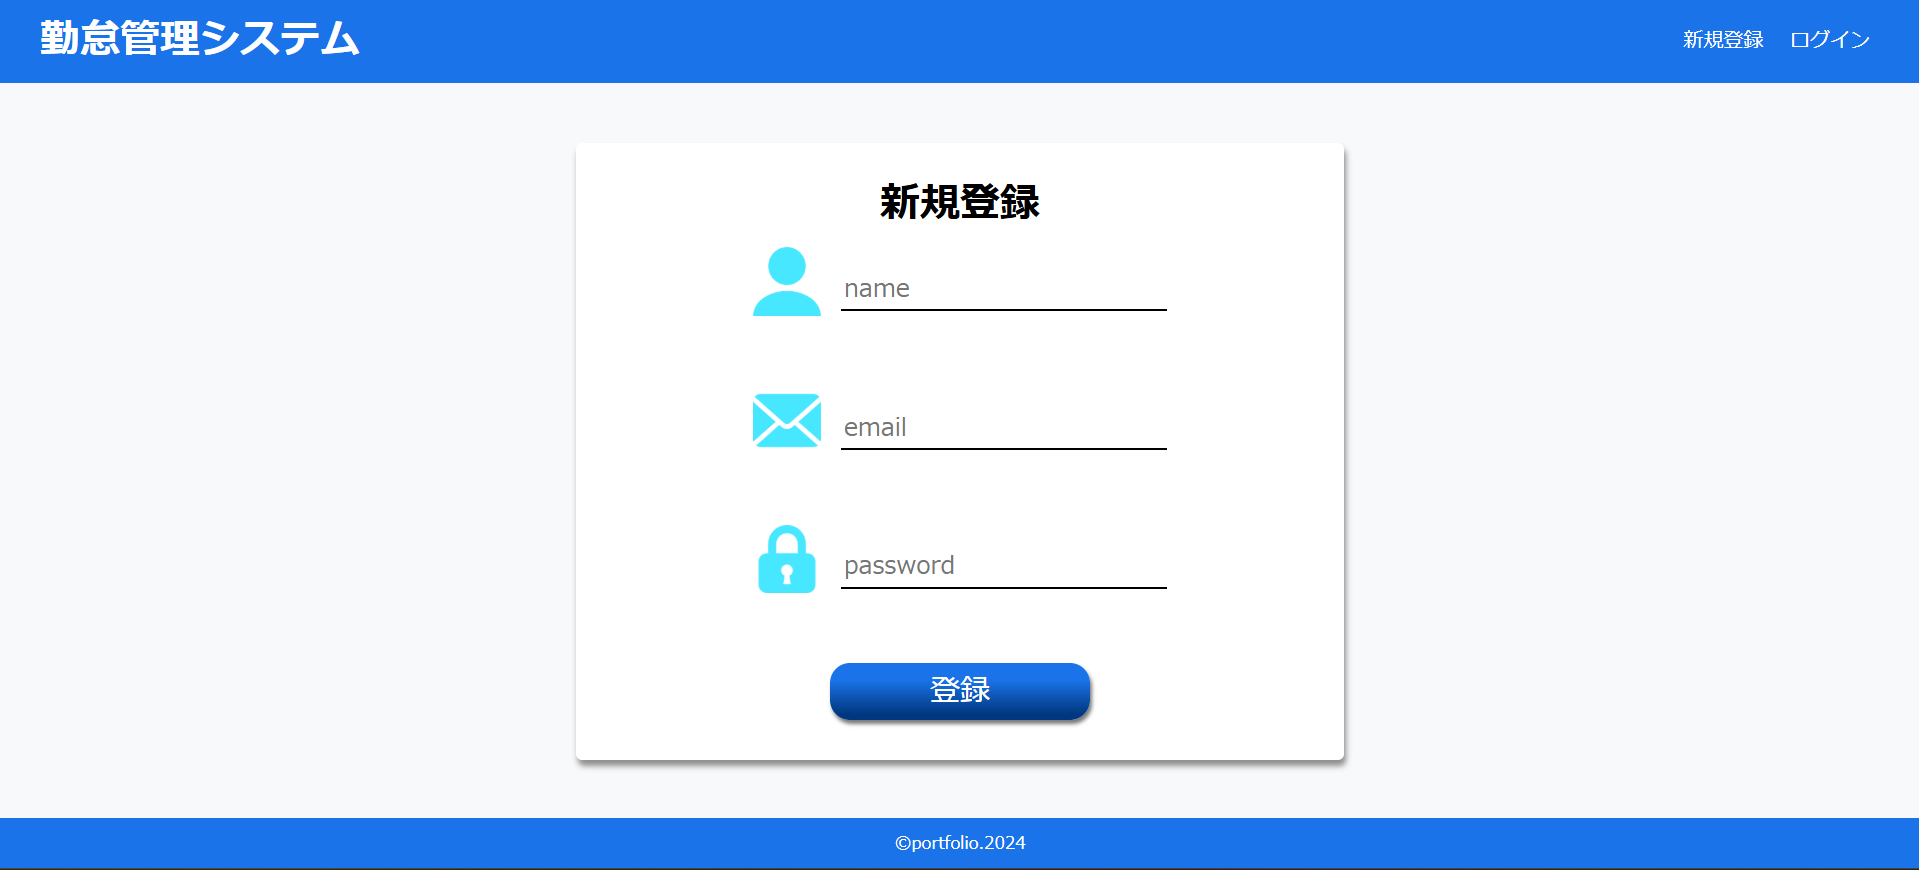 勤怠管理システム
新規登録 ログイン
新規登録
name
email
password
登録
©portfolio.2024